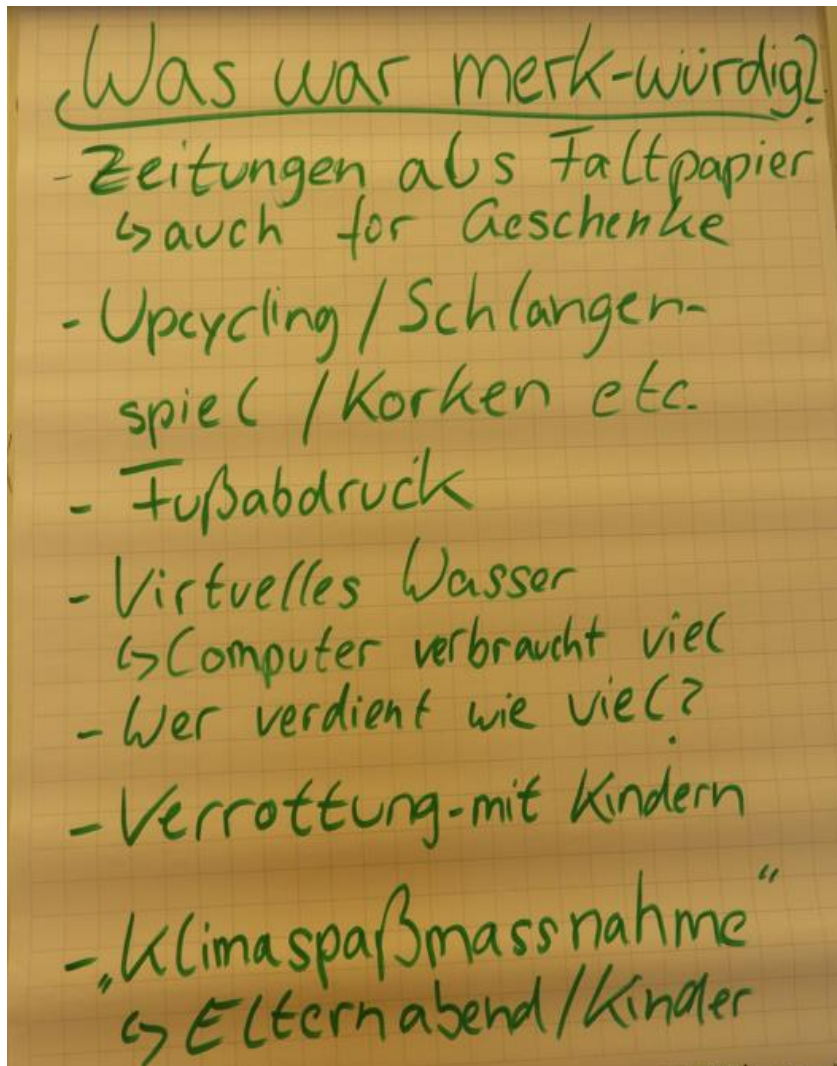 Was war merk-würdig?
- Zeitungen als Faltpapier
↳ auch for Geschenke
- Upcycling / Schlangen-
spiel / Korken etc.
- Fußabdruck
- Virtuelles Wasser
↳ Computer verbraucht viel
- Wer verdient wie viel?
- Verrottung - mit Kindern
- „Klimaspaßmassnahme“
↳ Elternabend / Kinder